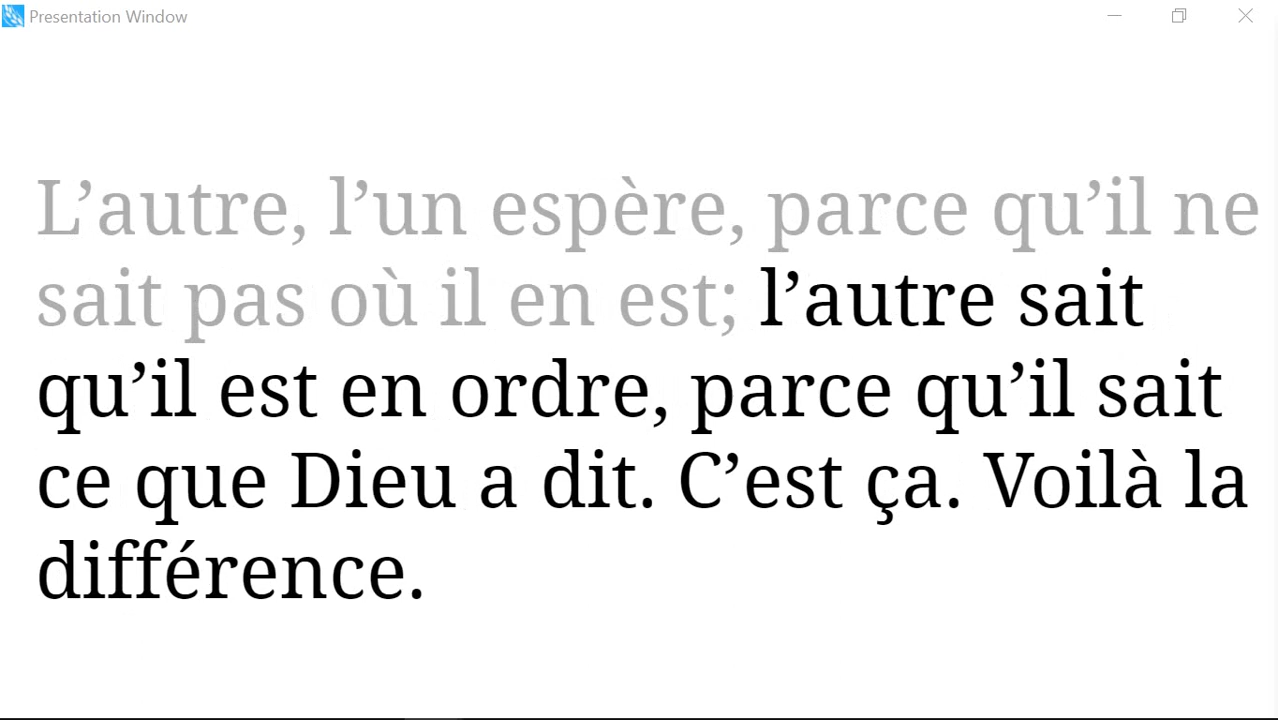 Presentation Window
L’autre, l’un espère, parce qu’il ne
sait pas où il en est; l’autre sait
qu’il est en ordre, parce qu’il sait
ce que Dieu a dit. C’est ça. Voilà la
différence.